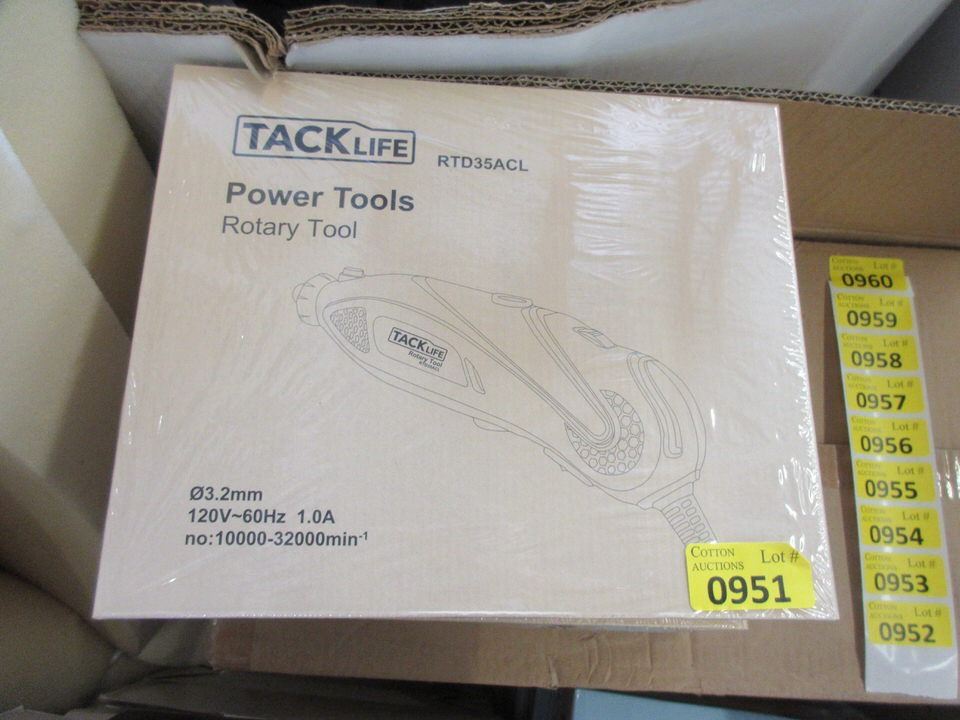 TACKLIFE
RTD35ACL
Power Tools
Rotary Tool
TACKLIFE
Rotary Tool
Ø3.2mm
120V~60Hz 1.0A
no:10000-32000min-1
COTTON AUCTIONS Lot #
0951
COTTON AUCTIONS Lot #
0960
COTTON AUCTIONS Lot #
0959
COTTON AUCTIONS Lot #
0958
COTTON AUCTIONS Lot #
0957
COTTON AUCTIONS Lot #
0956
COTTON AUCTIONS Lot #
0955
COTTON AUCTIONS Lot #
0954
COTTON AUCTIONS Lot #
0953
COTTON AUCTIONS Lot #
0952